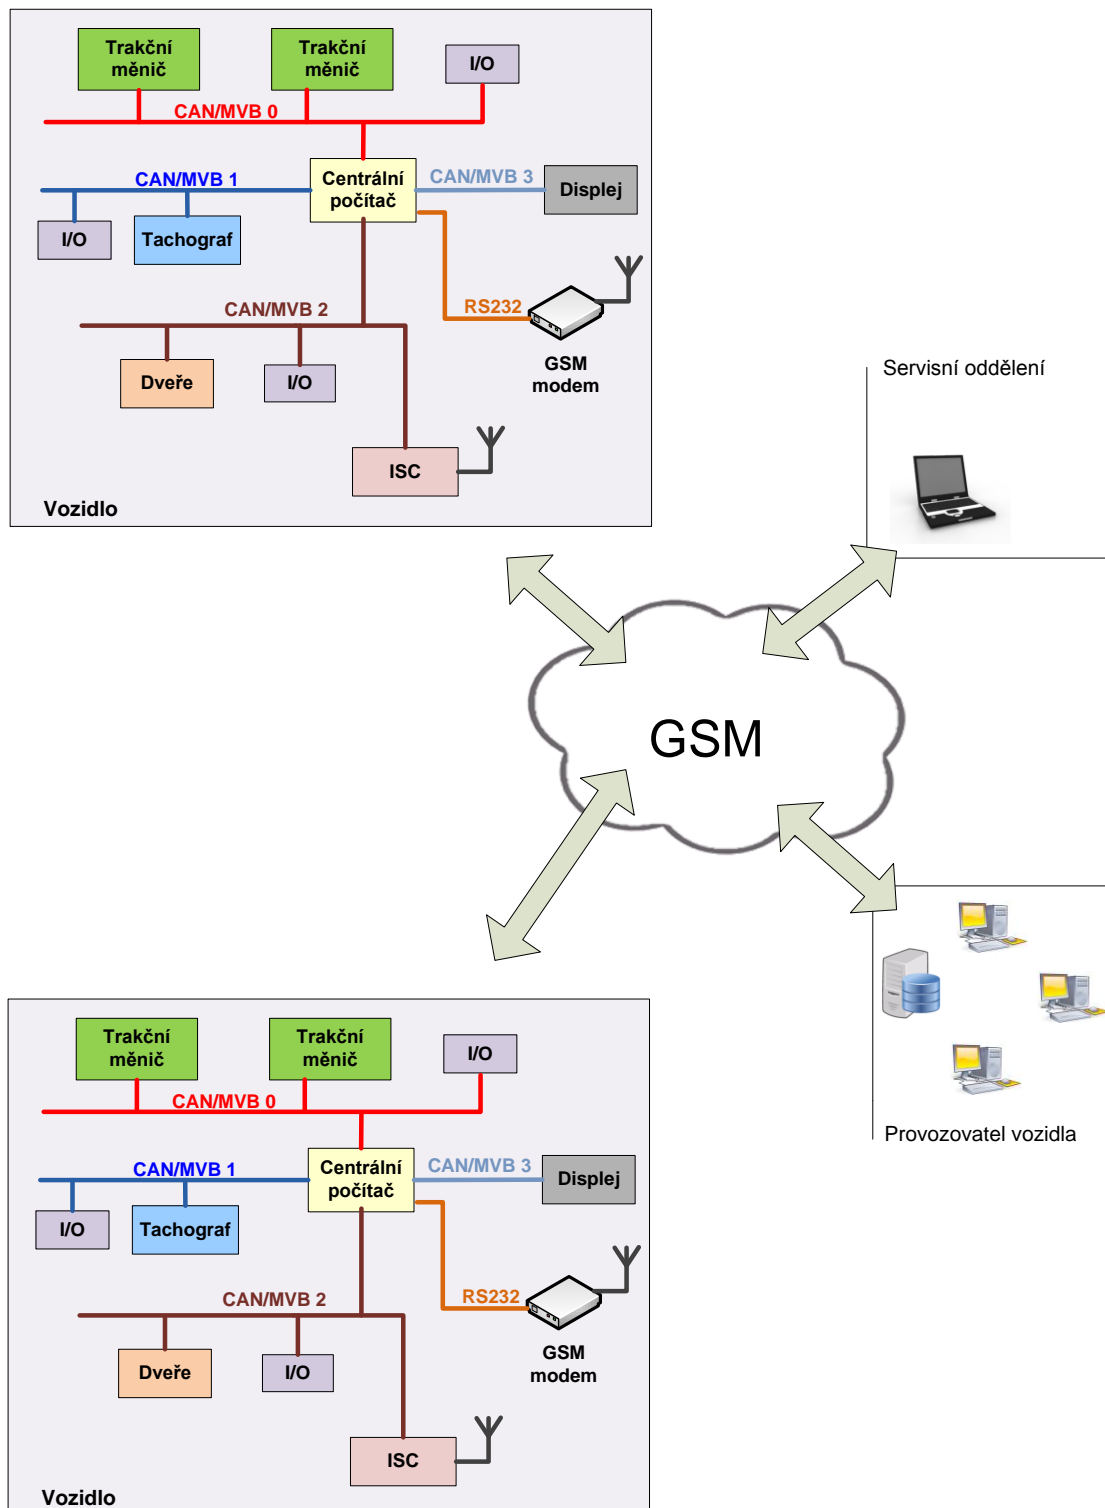 Trakční
měnič
Trakční
měnič
I/O
CAN/MVB 0
CAN/MVB 1
Centrální
počítač
CAN/MVB 3
Displej
I/O
Tachograf
CAN/MVB 2
RS232
Dveře
I/O
GSM
modem
ISC
Vozidlo
Servisní oddělení
GSM
Provozovatel vozidla
Trakční
měnič
Trakční
měnič
I/O
CAN/MVB 0
CAN/MVB 1
Centrální
počítač
CAN/MVB 3
Displej
I/O
Tachograf
CAN/MVB 2
RS232
Dveře
I/O
GSM
modem
ISC
Vozidlo